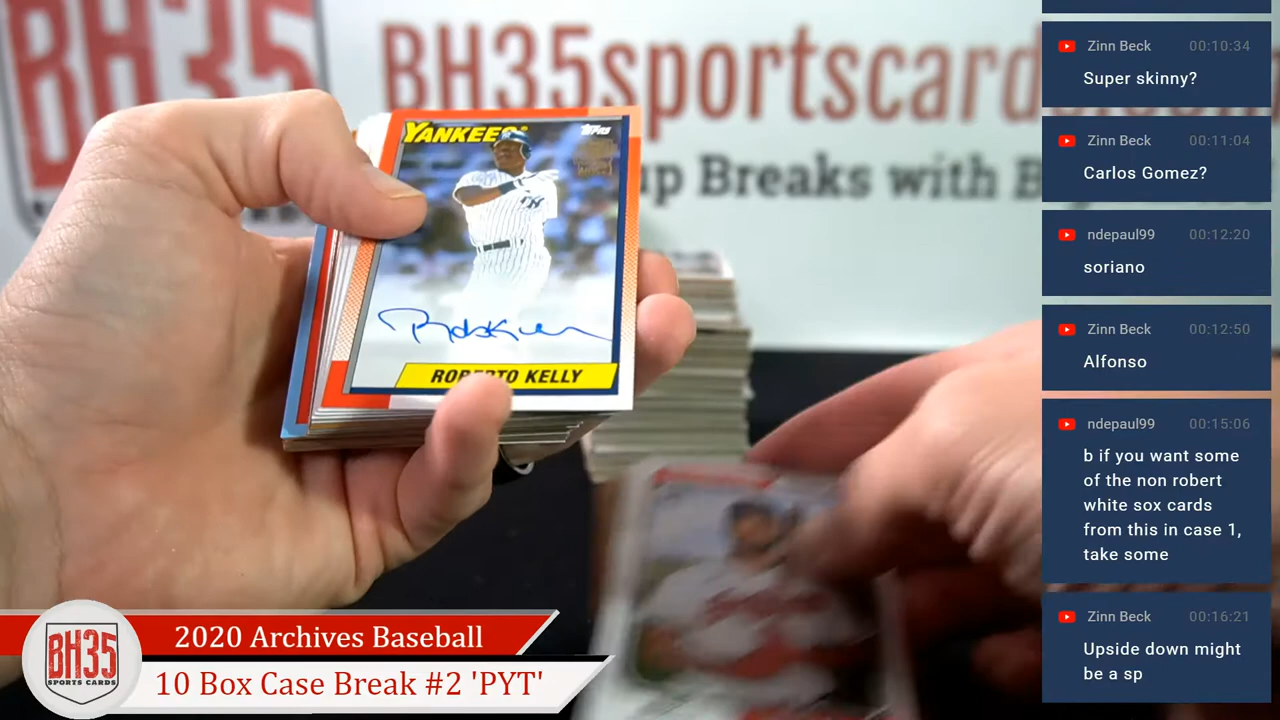 BH35
BH35sportscard
up Breaks with B
YANKEES
Topps
ROBERTO KELLY
Zinn Beck 00:10:34
Super skinny?
Zinn Beck 00:11:04
Carlos Gomez?
ndepaul99 00:12:20
soriano
Zinn Beck 00:12:50
Alfonso
ndepaul99 00:15:06
b if you want some
of the non robert
white sox cards
from this in case 1,
take some
Zinn Beck 00:16:21
Upside down might
be a sp
BH35
SPORTS CARDS
2020 Archives Baseball
10 Box Case Break #2 'PYT'